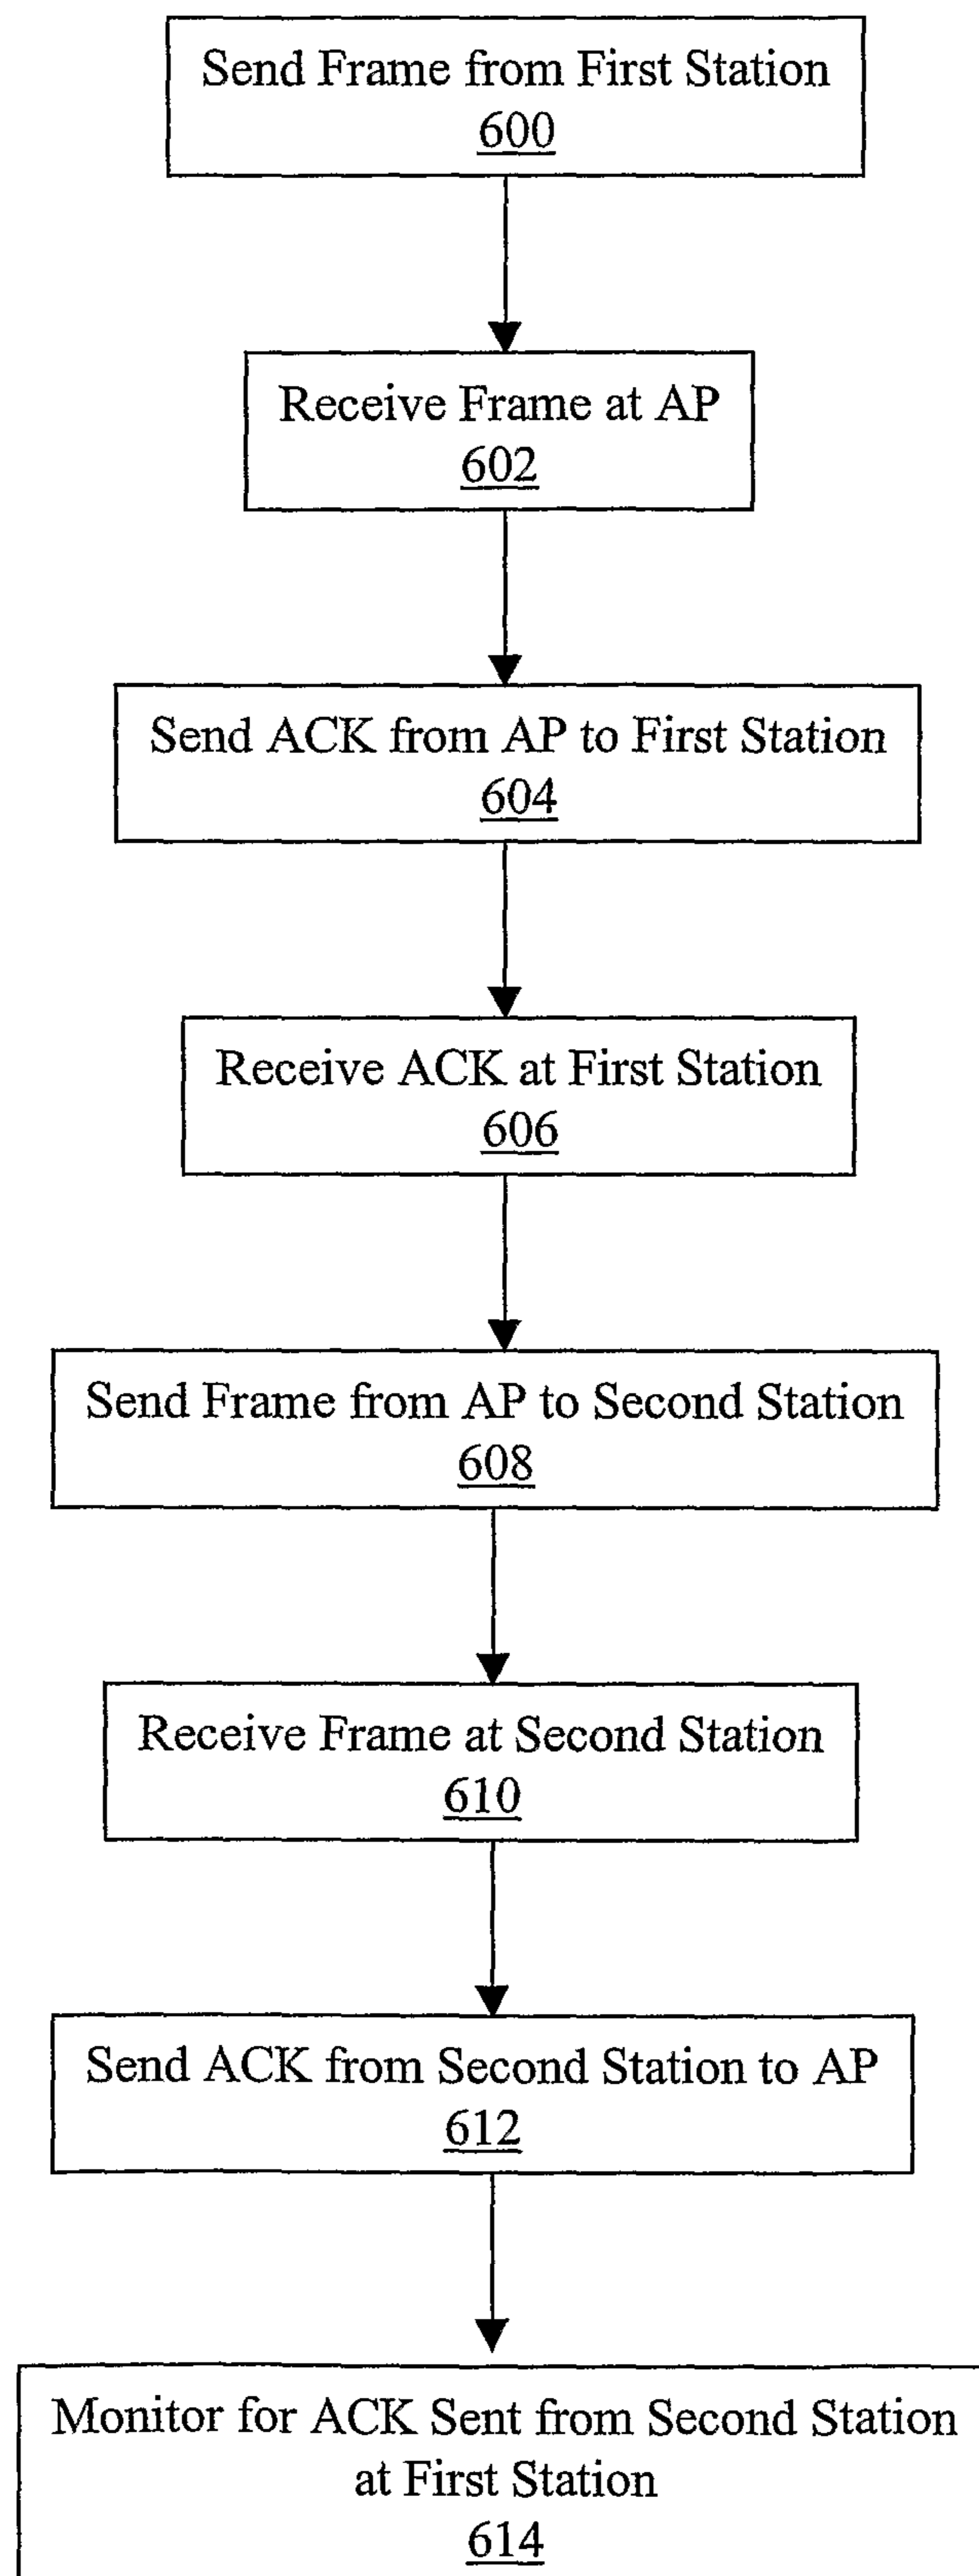 Send Frame from First Station
600
Receive Frame at AP
602
Send ACK from AP to First Station
604
Receive ACK at First Station
606
Send Frame from AP to Second Station
608
Receive Frame at Second Station
610
Send ACK from Second Station to AP
612
Monitor for ACK Sent from Second Station
at First Station
614